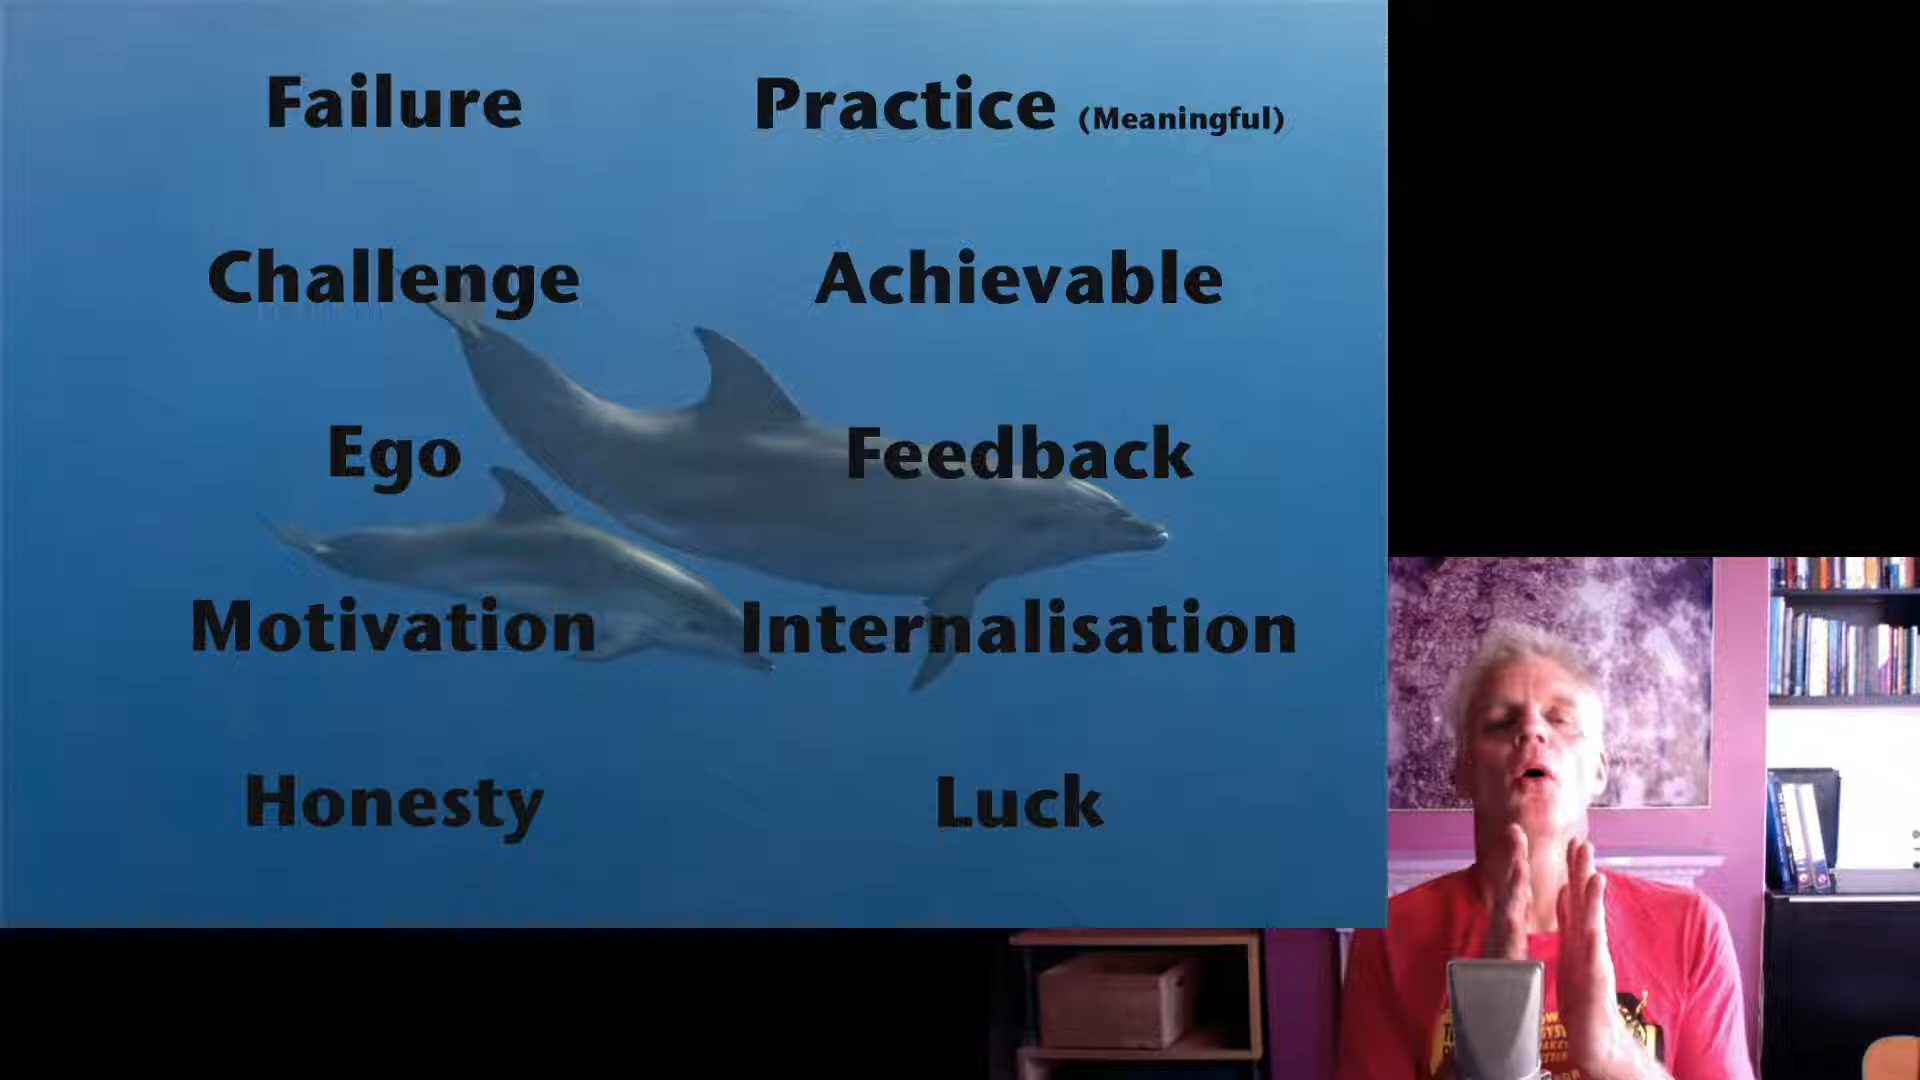 Failure
Practice (Meaningful)
Challenge
Achievable
Ego
Feedback
Motivation
Internalisation
Honesty
Luck